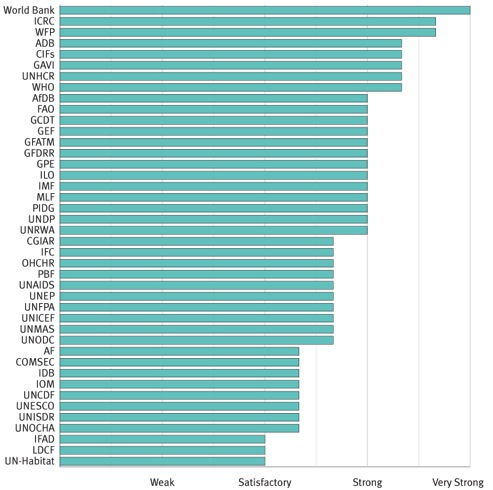 World Bank
ICRC
WFP
ADB
CIFs
GAVI
UNHCR
WHO
AfDB
FAO
GCDT
GEF
GFATM
GFDRR
GPE
ILO
IMF
MLF
PIDG
UNDP
UNRWA
CGIAR
IFC
OHCHR
PBF
UNAIDS
UNEP
UNFPA
UNICEF
UNMAS
UNODC
AF
COMSEC
IDB
IOM
UNCDF
UNESCO
UNISDR
UNOCHA
IFAD
LDCF
UN-Habitat
Weak Satisfactory Strong Very Strong